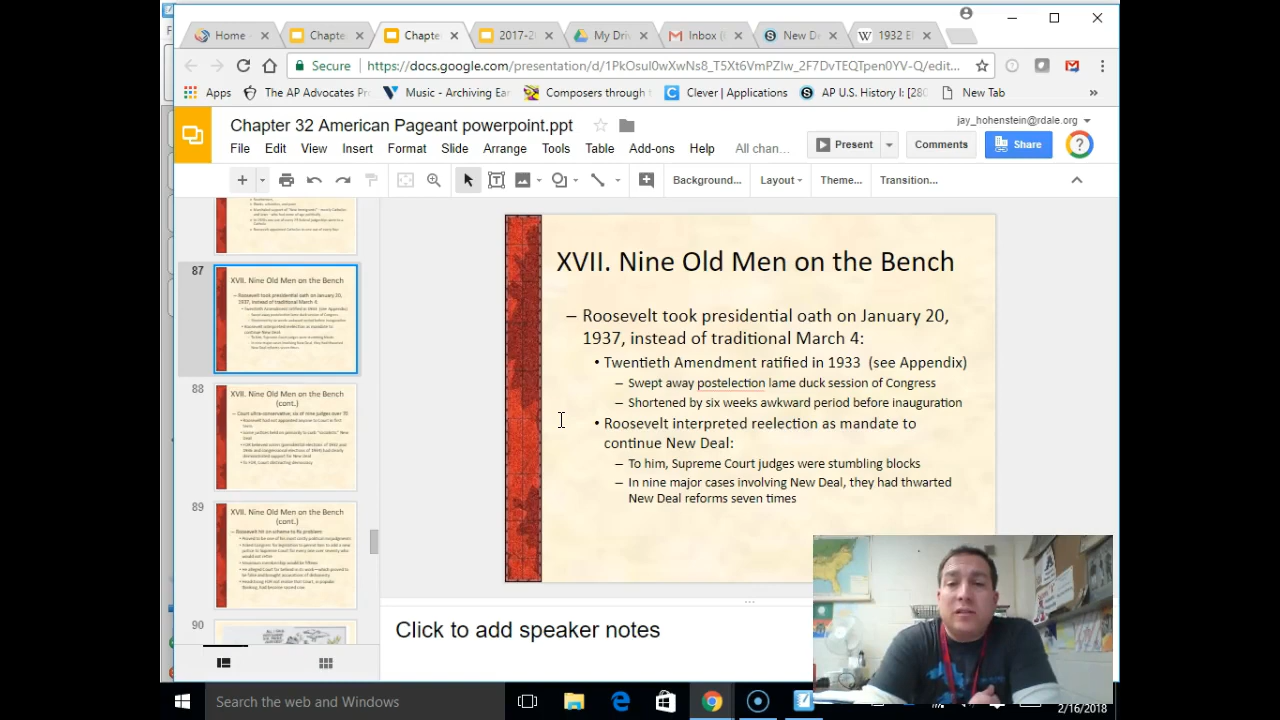 Home
Chapte
Chapte
2017-2
My Driv
Inbox (
New De
1932 El
Secure
https://docs.google.com/presentation/d/1PkOsul0wXwNs8_T5Xt6VmPZIw_2F7DvTEQTpen0YV-Q/edit...
Apps
The AP Advocates Pr
Music - Archiving Ear
Composers through t
Clever | Applications
AP U.S. History I: [280
New Tab
»
Chapter 32 American Pageant powerpoint.ppt
jay_hohenstein@rdale.org
File Edit View Insert Format Slide Arrange Tools Table Add-ons Help All chan...
Present
Comments
Share
Background... Layout Theme... Transition...
87
XVII. Nine Old Men on the Bench
– Roosevelt took presidential oath on January 20,
1937, instead of traditional March 4:
• Twentieth Amendment ratified in 1933 (see Appendix)
– Swept away postelection lame duck session of Congress
– Shortened by six weeks awkward period before inauguration
• Roosevelt interpreted reelection as mandate to
continue New Deal:
– To him, Supreme Court judges were stumbling blocks
– In nine major cases involving New Deal, they had thwarted
New Deal reforms seven times
88
XVII. Nine Old Men on the Bench
(cont.)
89
XVII. Nine Old Men on the Bench
(cont.)
90
Click to add speaker notes
Search the web and Windows
2/16/2018